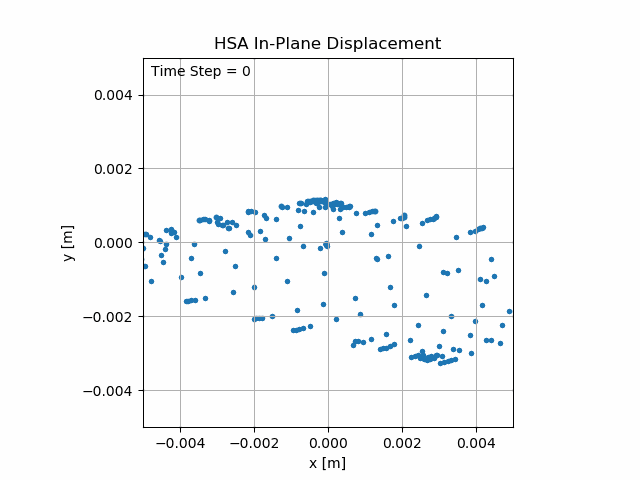 HSA In-Plane Displacement
Time Step = 0
0.004
0.002
0.000
−0.002
−0.004
y [m]
−0.004 −0.002 0.000 0.002 0.004
x [m]